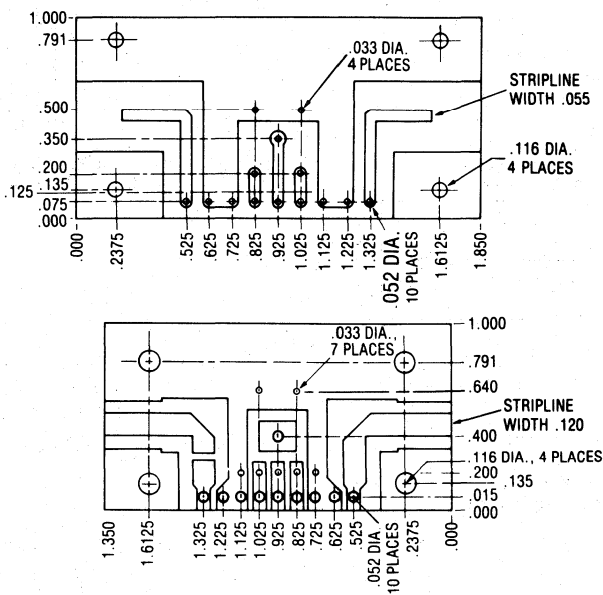 1.000
.791
.033 DIA.
4 PLACES
STRIPLINE
WIDTH .055
.500
.350
.116 DIA.
4 PLACES
.200
.135
.125
.075
.000
.000
.2375
.525
.625
.725
.825
.925
1.025
1.125
1.225
1.325
.052 DIA.
10 PLACES
1.6125
1.850
.033 DIA.,
7 PLACES
1.000
.791
.640
STRIPLINE
WIDTH .120
.400
.116 DIA., 4 PLACES
.200
.135
.015
.000
1.350
1.6125
1.325
1.225
1.125
1.025
.925
.825
.725
.625
.525
.052 DIA
10 PLACES
.2375
.000